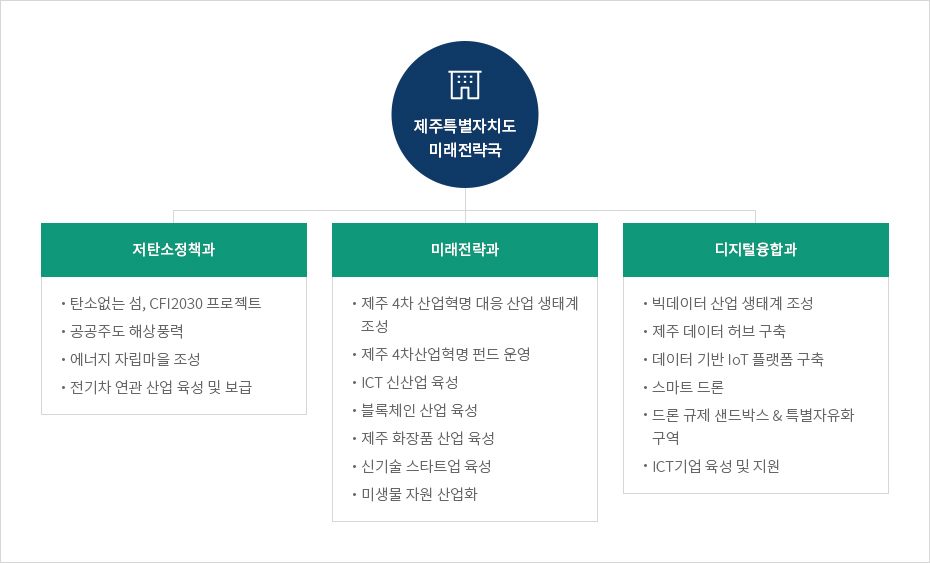 제주특별자치도
미래전략국
저탄소정책과
• 탄소없는 섬, CFI2030 프로젝트
• 공공주도 해상풍력
• 에너지 자립마을 조성
• 전기차 연관 산업 육성 및 보급
미래전략과
• 제주 4차 산업혁명 대응 산업 생태계
조성
• 제주 4차산업혁명 펀드 운영
• ICT 신산업 육성
• 블록체인 산업 육성
• 제주 화장품 산업 육성
• 신기술 스타트업 육성
• 미생물 자원 산업화
디지털융합과
• 빅데이터 산업 생태계 조성
• 제주 데이터 허브 구축
• 데이터 기반 IoT 플랫폼 구축
• 스마트 드론
• 드론 규제 샌드박스 & 특별자유화
구역
• ICT기업 육성 및 지원